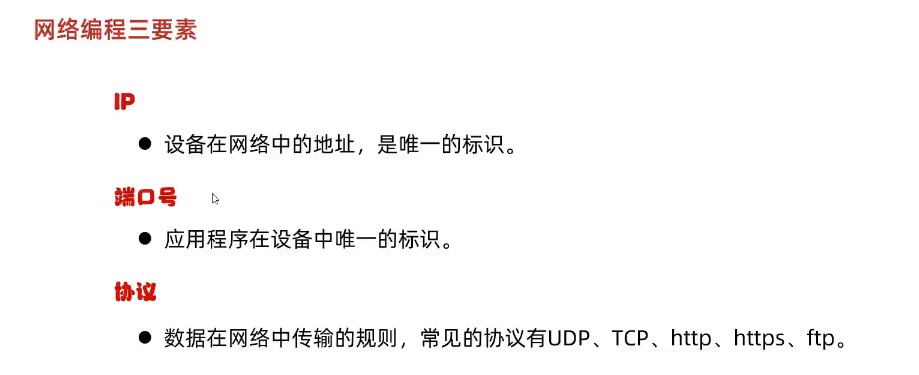 网络编程三要素
IP
● 设备在网络中的地址，是唯一的标识。
端口号
● 应用程序在设备中唯一的标识。
协议
● 数据在网络中传输的规则，常见的协议有UDP、TCP、http、https、ftp。